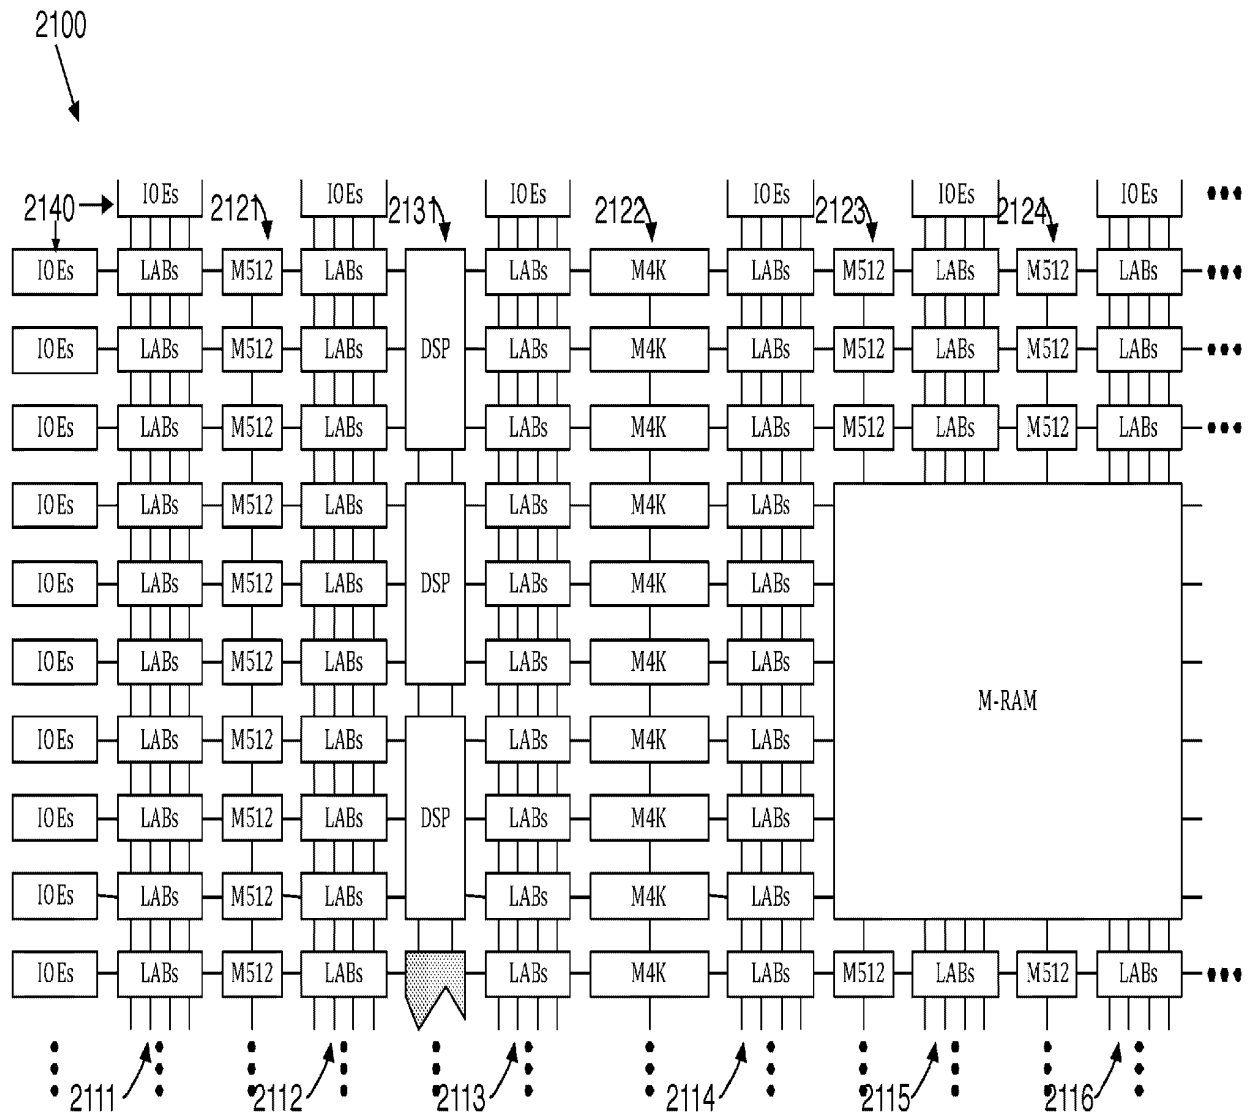 2100
2140 IOEs 2121 IOEs 2131 IOEs 2122 IOEs 2123 IOEs 2124 IOEs
IOEs LABs M512 LABs LABs M4K LABs M512 LABs M512 LABs
IOEs LABs M512 LABs DSP LABs M4K LABs M512 LABs M512 LABs
IOEs LABs M512 LABs LABs M4K LABs M512 LABs M512 LABs
IOEs LABs M512 LABs LABs M4K LABs
IOEs LABs M512 LABs DSP LABs M4K LABs
IOEs LABs M512 LABs LABs M4K LABs
M-RAM
IOEs LABs M512 LABs LABs M4K LABs
IOEs LABs M512 LABs DSP LABs M4K LABs
IOEs LABs M512 LABs LABs M4K LABs
IOEs LABs M512 LABs LABs M4K LABs M512 LABs M512 LABs
2111 2112 2113 2114 2115 2116